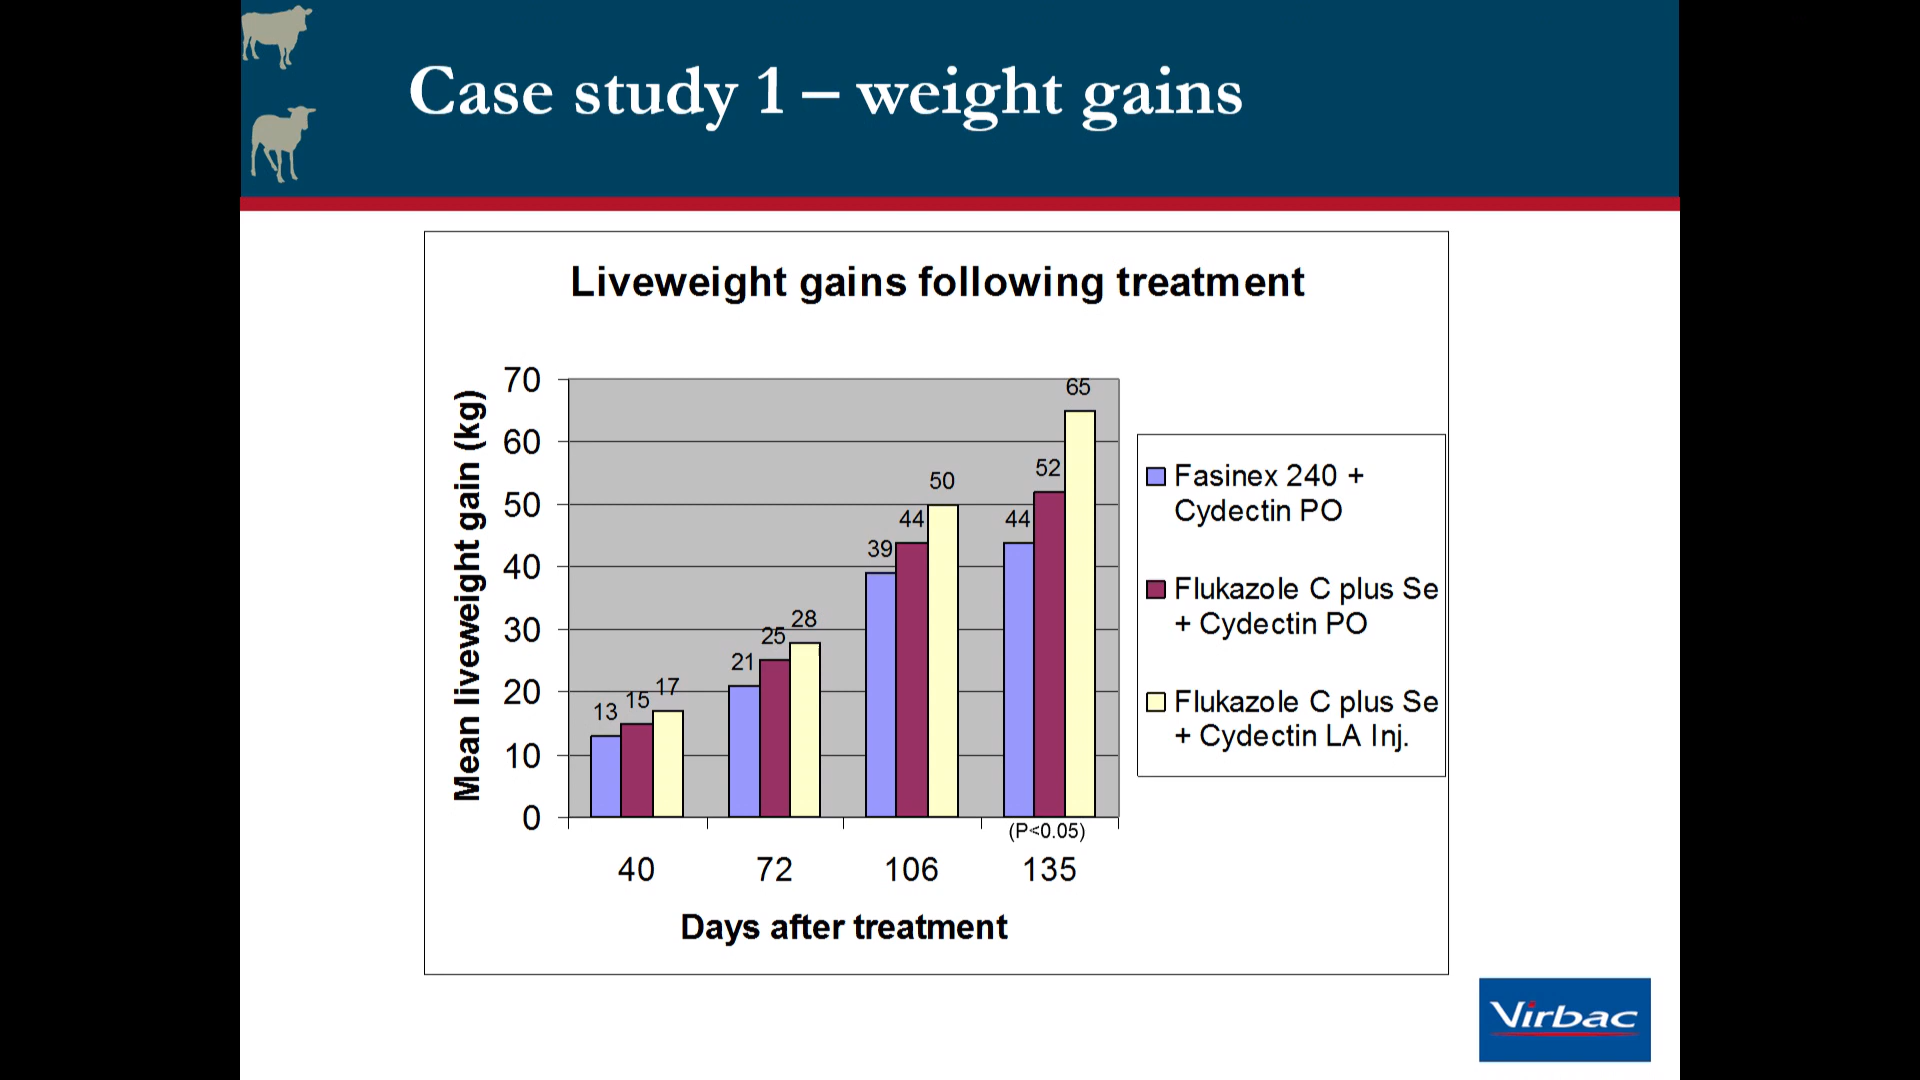 Case study 1 – weight gains
Liveweight gains following treatment
Mean liveweight gain (kg)
70
60
50
40
30
20
10
0
13
15
17
21
25
28
39
44
50
44
52
65
(P<0.05)
40
72
106
135
Days after treatment
Fasinex 240 +
Cydectin PO
Flukazole C plus Se
+ Cydectin PO
Flukazole C plus Se
+ Cydectin LA Inj.
Virbac